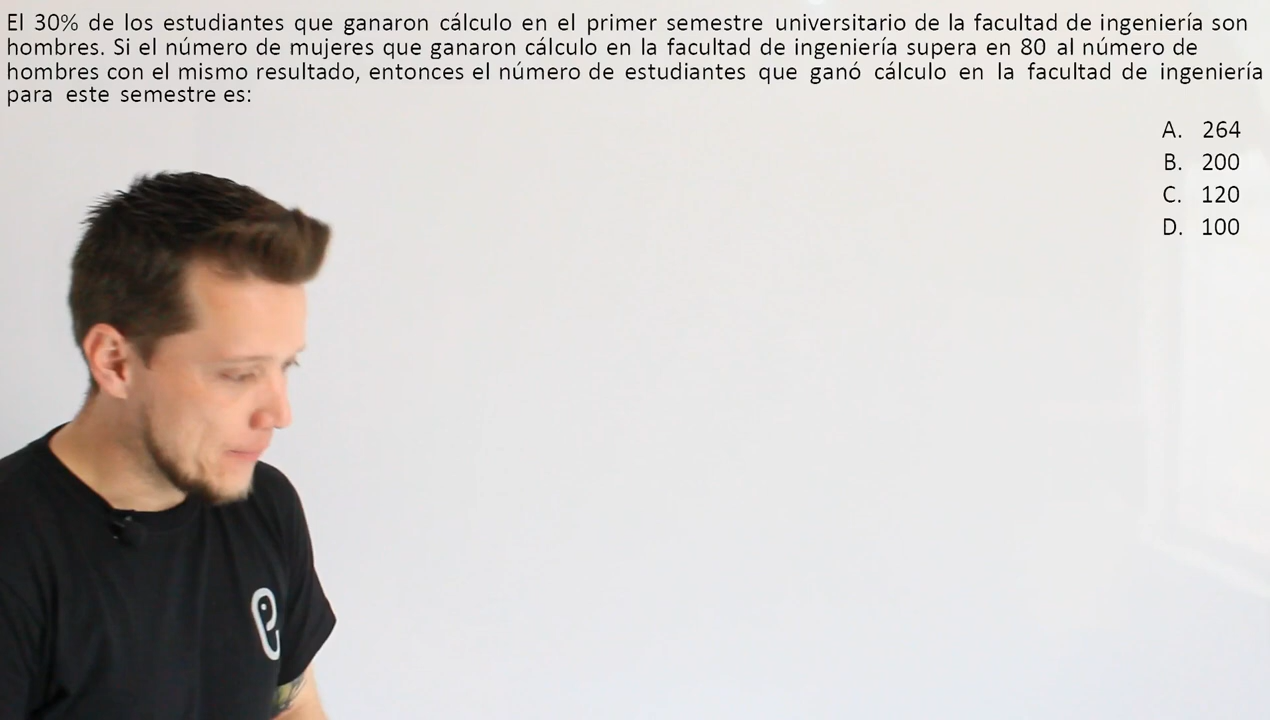 El 30% de los estudiantes que ganaron cálculo en el primer semestre universitario de la facultad de ingeniería son
hombres. Si el número de mujeres que ganaron cálculo en la facultad de ingeniería supera en 80 al número de
hombres con el mismo resultado, entonces el número de estudiantes que ganó cálculo en la facultad de ingeniería
para este semestre es:
A. 264
B. 200
C. 120
D. 100